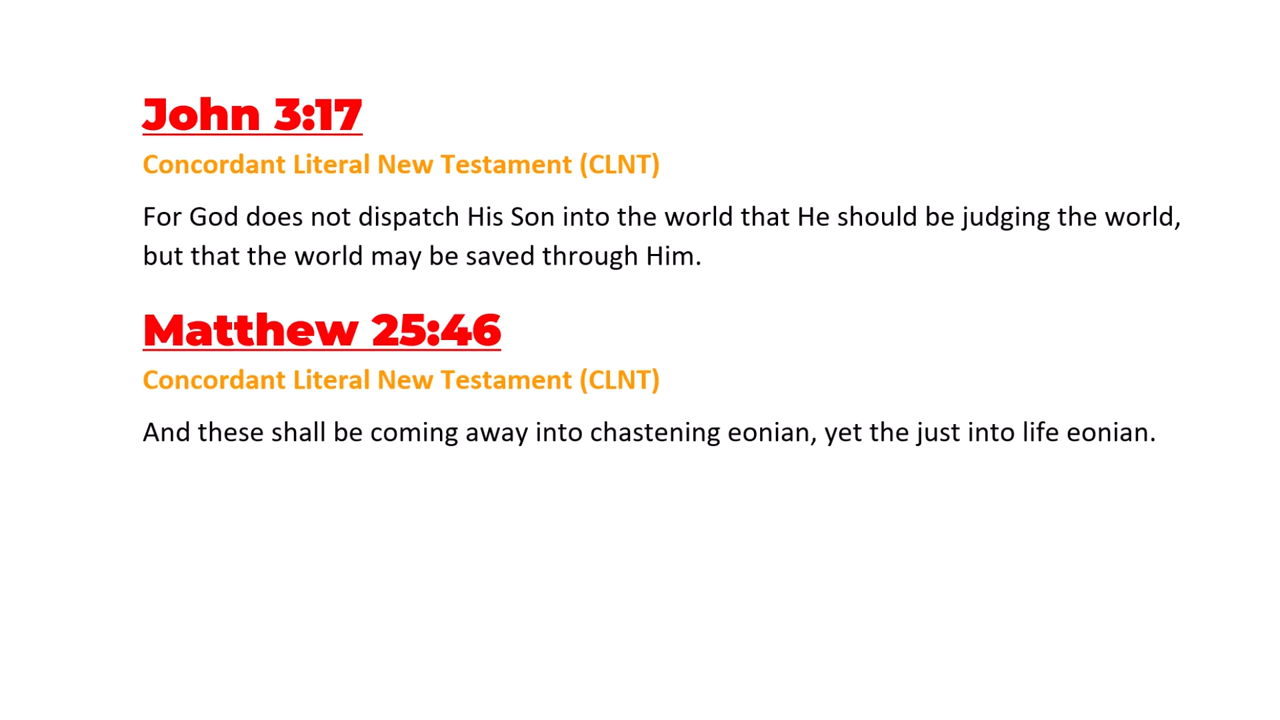 John 3:17
Concordant Literal New Testament (CLNT)
For God does not dispatch His Son into the world that He should be judging the world,
but that the world may be saved through Him.
Matthew 25:46
Concordant Literal New Testament (CLNT)
And these shall be coming away into chastening eonian, yet the just into life eonian.